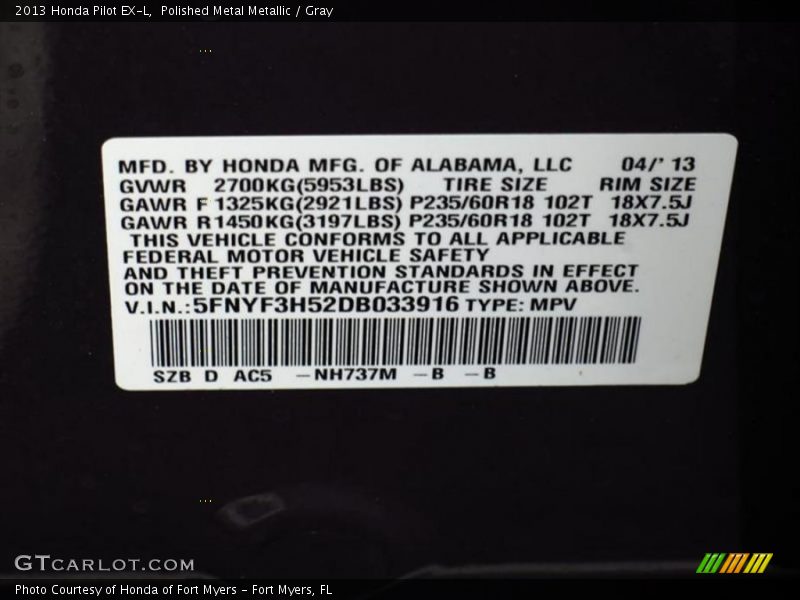 2013 Honda Pilot EX-L,  Polished Metal Metallic / Gray
MFD. BY HONDA MFG. OF ALABAMA, LLC 04/' 13
GVWR 2700KG(5953LBS) TIRE SIZE RIM SIZE
GAWR F 1325KG(2921LBS) P235/60R18 102T 18X7.5J
GAWR R 1450KG(3197LBS) P235/60R18 102T 18X7.5J
THIS VEHICLE CONFORMS TO ALL APPLICABLE
FEDERAL MOTOR VEHICLE SAFETY
AND THEFT PREVENTION STANDARDS IN EFFECT
ON THE DATE OF MANUFACTURE SHOWN ABOVE.
V.I.N.:5FNYF3H52DB033916 TYPE: MPV
SZB D AC5 -NH737M -B -B
GTCARLOT.COM
Photo Courtesy of Honda of Fort Myers - Fort Myers, FL